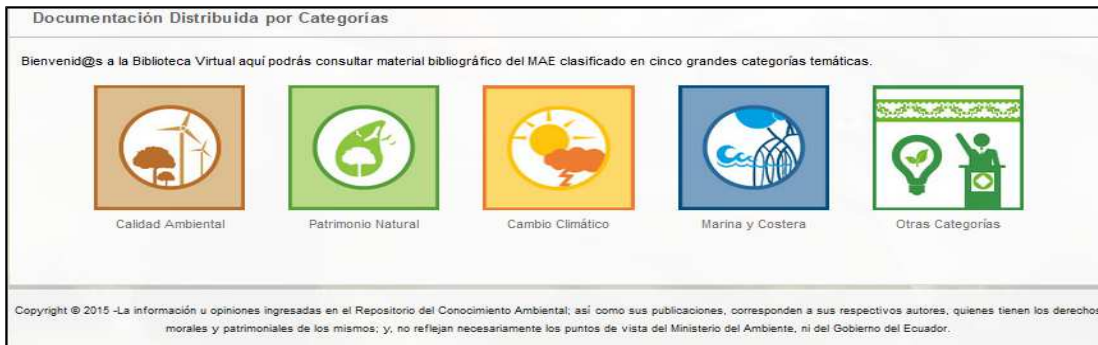 Documentación Distribuida por Categorías
Bienvenid@s a la Biblioteca Virtual aquí podrás consultar material bibliográfico del MAE clasificado en cinco grandes categorías temáticas.
Calidad Ambiental
Patrimonio Natural
Cambio Climático
Marina y Costera
Otras Categorías
Copyright © 2015 -La información u opiniones ingresadas en el Repositorio del Conocimiento Ambiental; así como sus publicaciones, corresponden a sus respectivos autores, quienes tienen los derechos
morales y patrimoniales de los mismos; y, no reflejan necesariamente los puntos de vista del Ministerio del Ambiente, ni del Gobierno del Ecuador.